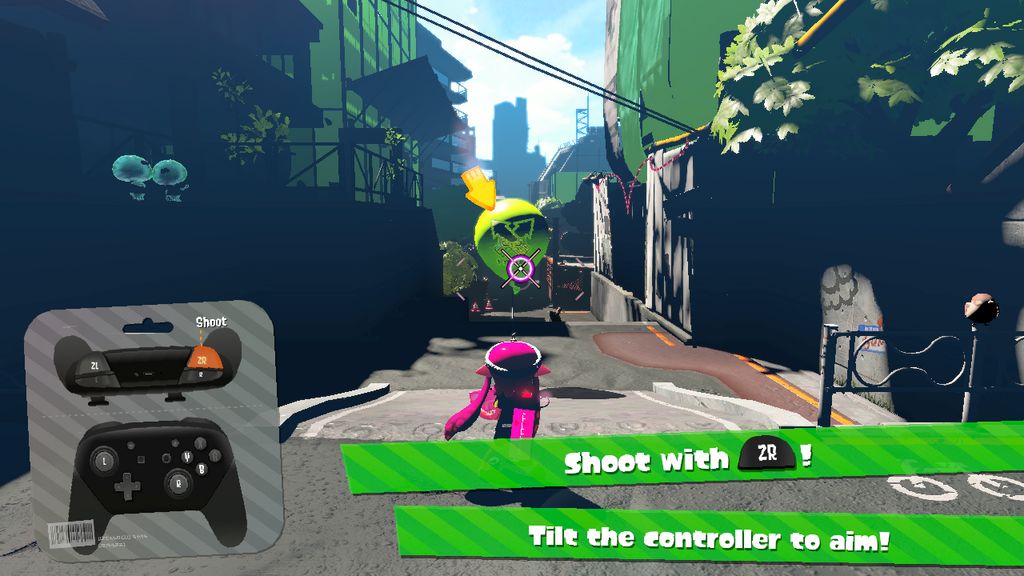 Shoot
ZL
ZR
R
L
Y
B
R
Shoot with ZR!
Tilt the controller to aim!